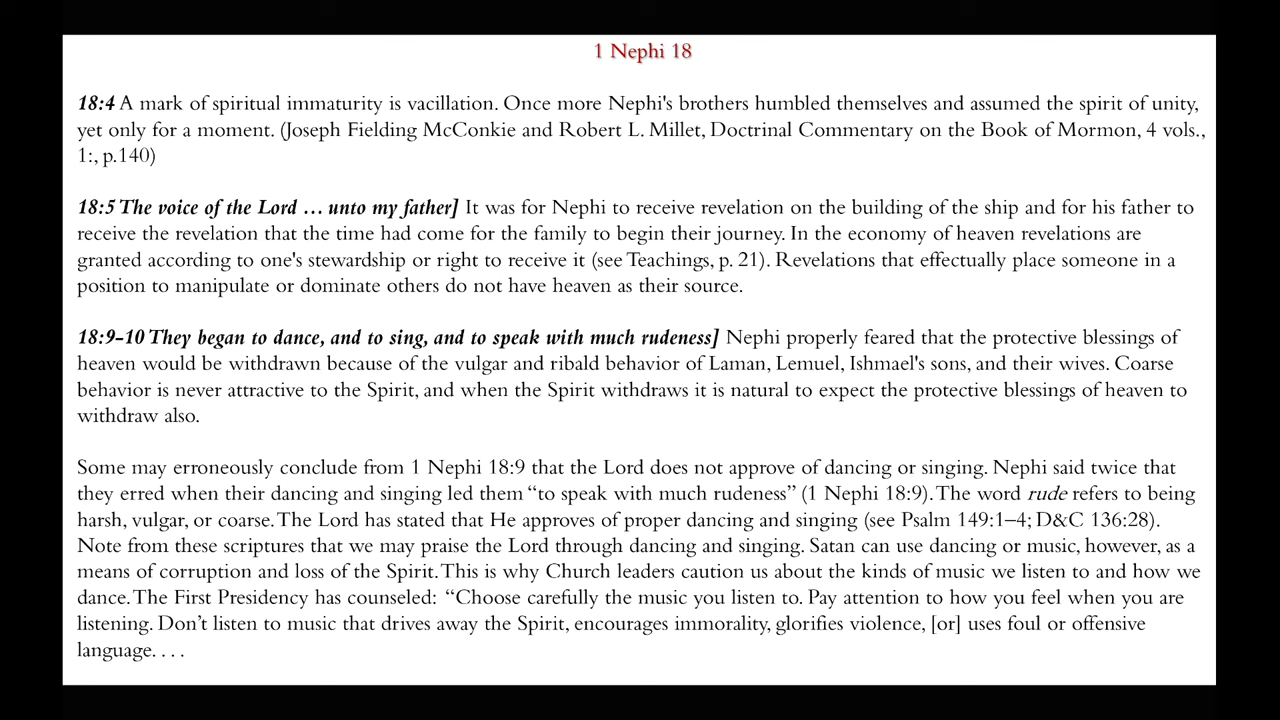 1 Nephi 18
18:4 A mark of spiritual immaturity is vacillation. Once more Nephi's brothers humbled themselves and assumed the spirit of unity,
yet only for a moment. (Joseph Fielding McConkie and Robert L. Millet, Doctrinal Commentary on the Book of Mormon, 4 vols.,
1:, p.140)
18:5 The voice of the Lord … unto my father] It was for Nephi to receive revelation on the building of the ship and for his father to
receive the revelation that the time had come for the family to begin their journey. In the economy of heaven revelations are
granted according to one's stewardship or right to receive it (see Teachings, p. 21). Revelations that effectually place someone in a
position to manipulate or dominate others do not have heaven as their source.
18:9–10 They began to dance, and to sing, and to speak with much rudeness] Nephi properly feared that the protective blessings of
heaven would be withdrawn because of the vulgar and ribald behavior of Laman, Lemuel, Ishmael's sons, and their wives. Coarse
behavior is never attractive to the Spirit, and when the Spirit withdraws it is natural to expect the protective blessings of heaven to
withdraw also.
Some may erroneously conclude from 1 Nephi 18:9 that the Lord does not approve of dancing or singing. Nephi said twice that
they erred when their dancing and singing led them “to speak with much rudeness” (1 Nephi 18:9). The word rude refers to being
harsh, vulgar, or coarse. The Lord has stated that He approves of proper dancing and singing (see Psalm 149:1–4; D&C 136:28).
Note from these scriptures that we may praise the Lord through dancing and singing. Satan can use dancing or music, however, as a
means of corruption and loss of the Spirit. This is why Church leaders caution us about the kinds of music we listen to and how we
dance. The First Presidency has counseled: “Choose carefully the music you listen to. Pay attention to how you feel when you are
listening. Don’t listen to music that drives away the Spirit, encourages immorality, glorifies violence, [or] uses foul or offensive
language. . . .